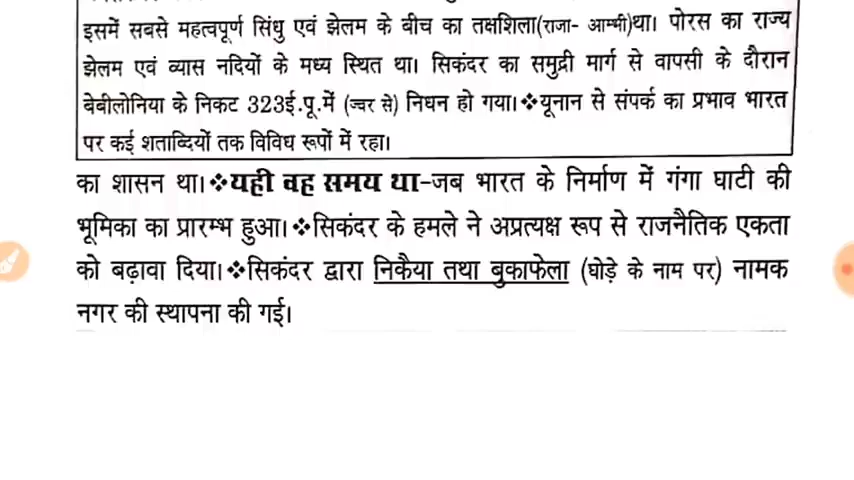 इसमें सबसे महत्वपूर्ण सिंधु एवं झेलम के बीच का तक्षशिला(राजा- आम्भी)था। पोरस का राज्य
झेलम एवं व्यास नदियों के मध्य स्थित था। सिकंदर का समुद्री मार्ग से वापसी के दौरान
बेबीलोनिया के निकट 323ई.पू.में (ज्वर से) निधन हो गया।❖यूनान से संपर्क का प्रभाव भारत
पर कई शताब्दियों तक विविध रूपों में रहा।
का शासन था।❖यही वह समय था-जब भारत के निर्माण में गंगा घाटी की
भूमिका का प्रारम्भ हुआ।❖सिकंदर के हमले ने अप्रत्यक्ष रूप से राजनैतिक एकता
को बढ़ावा दिया।❖सिकंदर द्वारा निकैया तथा बुकाफेला (घोड़े के नाम पर) नामक
नगर की स्थापना की गई।